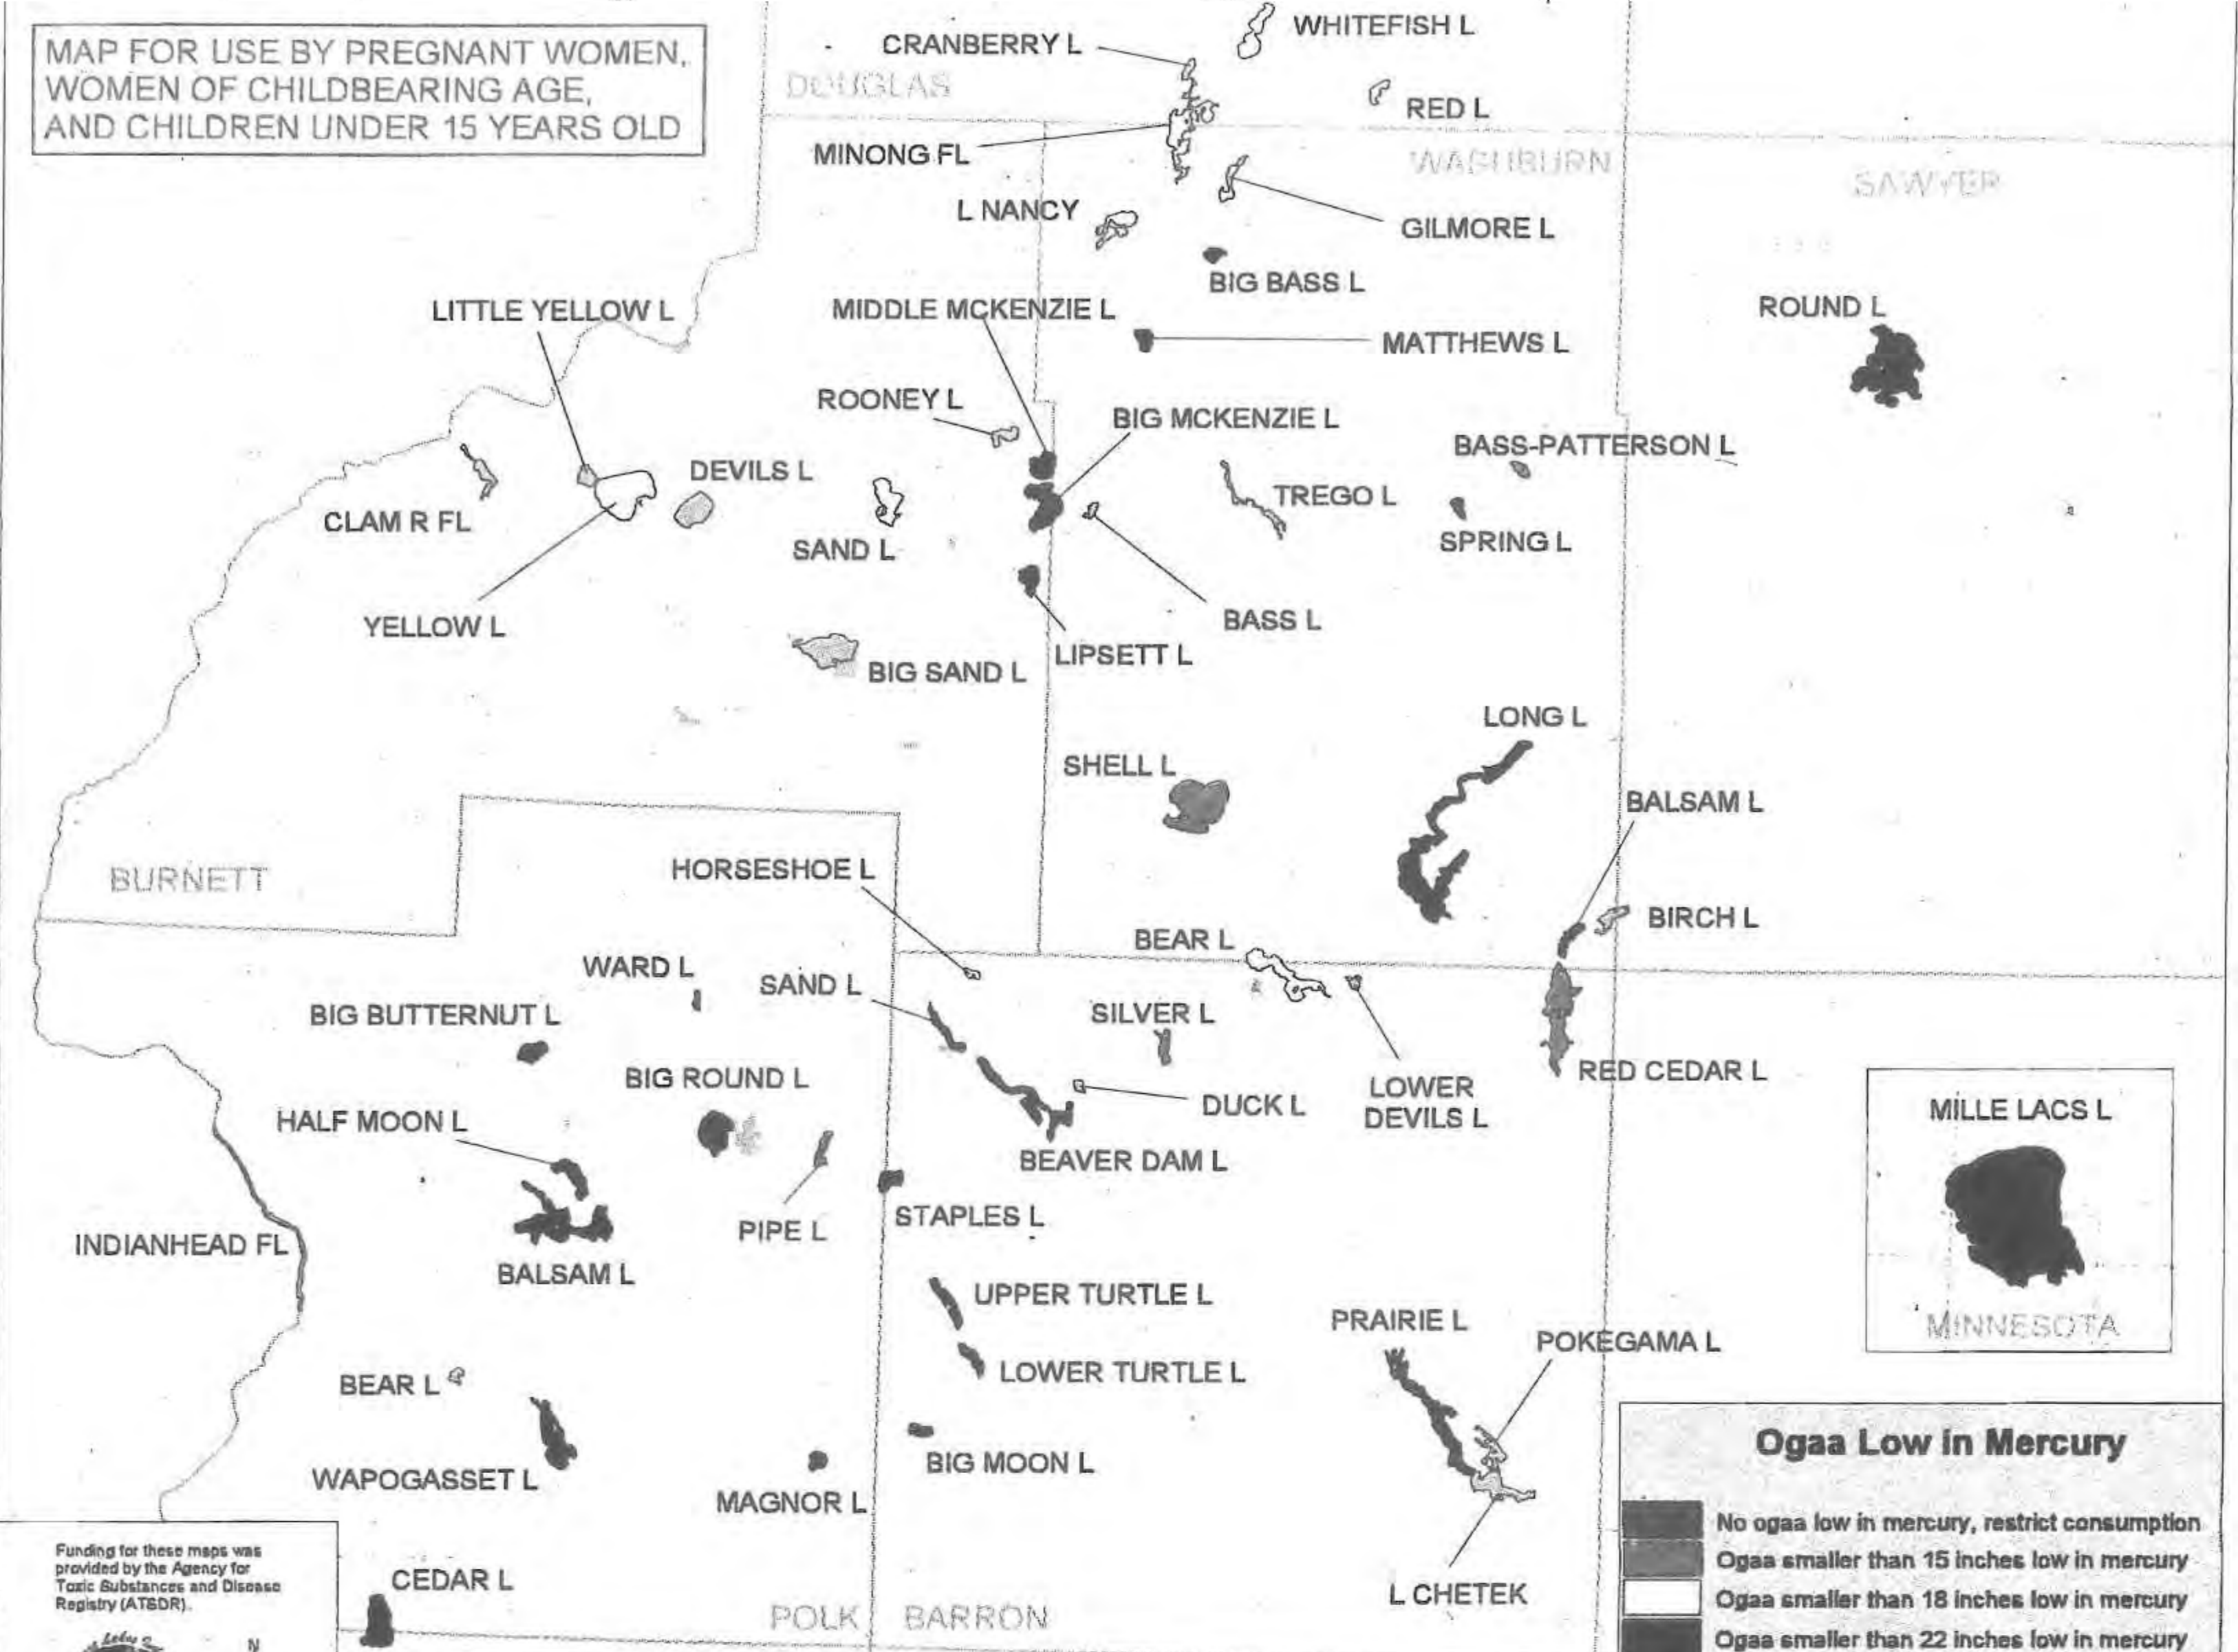 MAP FOR USE BY PREGNANT WOMEN,
WOMEN OF CHILDBEARING AGE,
AND CHILDREN UNDER 15 YEARS OLD
WHITEFISH L
CRANBERRY L
DOUGLAS
RED L
MINONG FL
WASHBURN
SAWYER
L NANCY
GILMORE L
BIG BASS L
LITTLE YELLOW L
MIDDLE MCKENZIE L
ROUND L
MATTHEWS L
ROONEY L
BIG MCKENZIE L
BASS-PATTERSON L
DEVILS L
TREGO L
CLAM R FL
SAND L
SPRING L
YELLOW L
BASS L
LIPSETT L
BIG SAND L
LONG L
SHELL L
BALSAM L
HORSESHOE L
BURNETT
BIRCH L
BEAR L
WARD L
SAND L
BIG BUTTERNUT L
SILVER L
BIG ROUND L
RED CEDAR L
LOWER
DEVILS L
DUCK L
MILLE LACS L
HALF MOON L
BEAVER DAM L
STAPLES L
PIPE L
INDIANHEAD FL
BALSAM L
UPPER TURTLE L
PRAIRIE L
POKEGAMA L
MINNESOTA
LOWER TURTLE L
BEAR L
BIG MOON L
WAPOGASSET L
MAGNOR L
L CHETEK
CEDAR L
POLK
BARRON
Funding for these maps was
provided by the Agency for
Toxic Substances and Disease
Registry (ATSDR).
N
Ogaa Low in Mercury
No ogaa low in mercury, restrict consumption
Ogaa smaller than 15 inches low in mercury
Ogaa smaller than 18 inches low in mercury
Ogaa smaller than 22 inches low in mercury